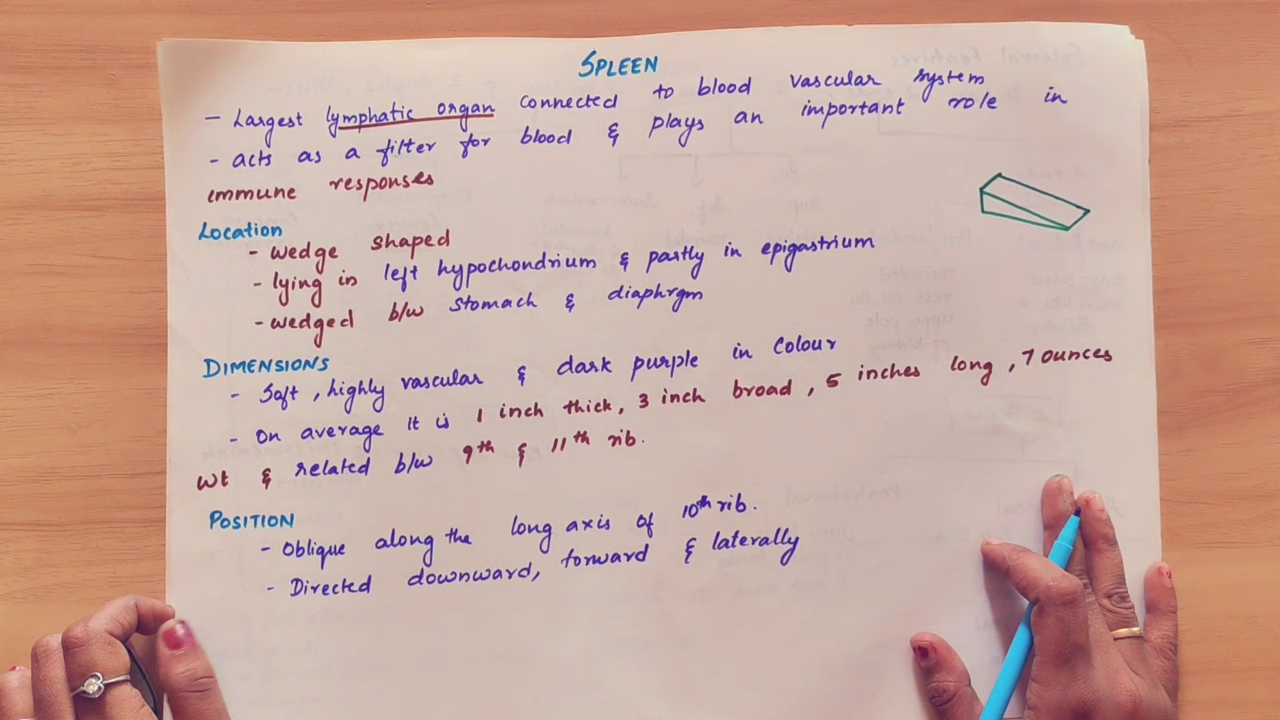 SPLEEN
- Largest lymphatic organ connected to blood vascular system
- acts as a filter for blood & plays an important role in
immune responses
Location
- wedge shaped
- lying in left hypochondrium & partly in epigastrium
- wedged b/w stomach & diaphrgm
DIMENSIONS
- Soft, highly vascular & dark purple in colour
- On average it is 1 inch thick, 3 inch broad, 5 inches long, 7 ounces
wt & related b/w 9th & 11th rib.
POSITION
- Oblique along the long axis of 10th rib.
- Directed downward, forward & laterally